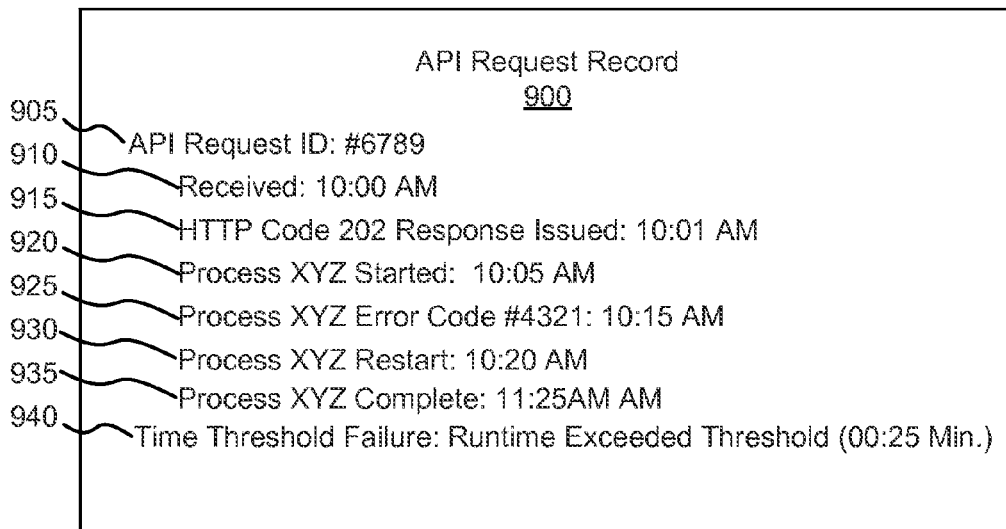 API Request Record
900
905
API Request ID: #6789
910
Received: 10:00 AM
915
HTTP Code 202 Response Issued: 10:01 AM
920
Process XYZ Started: 10:05 AM
925
Process XYZ Error Code #4321: 10:15 AM
930
Process XYZ Restart: 10:20 AM
935
Process XYZ Complete: 11:25AM AM
940
Time Threshold Failure: Runtime Exceeded Threshold (00:25 Min.)